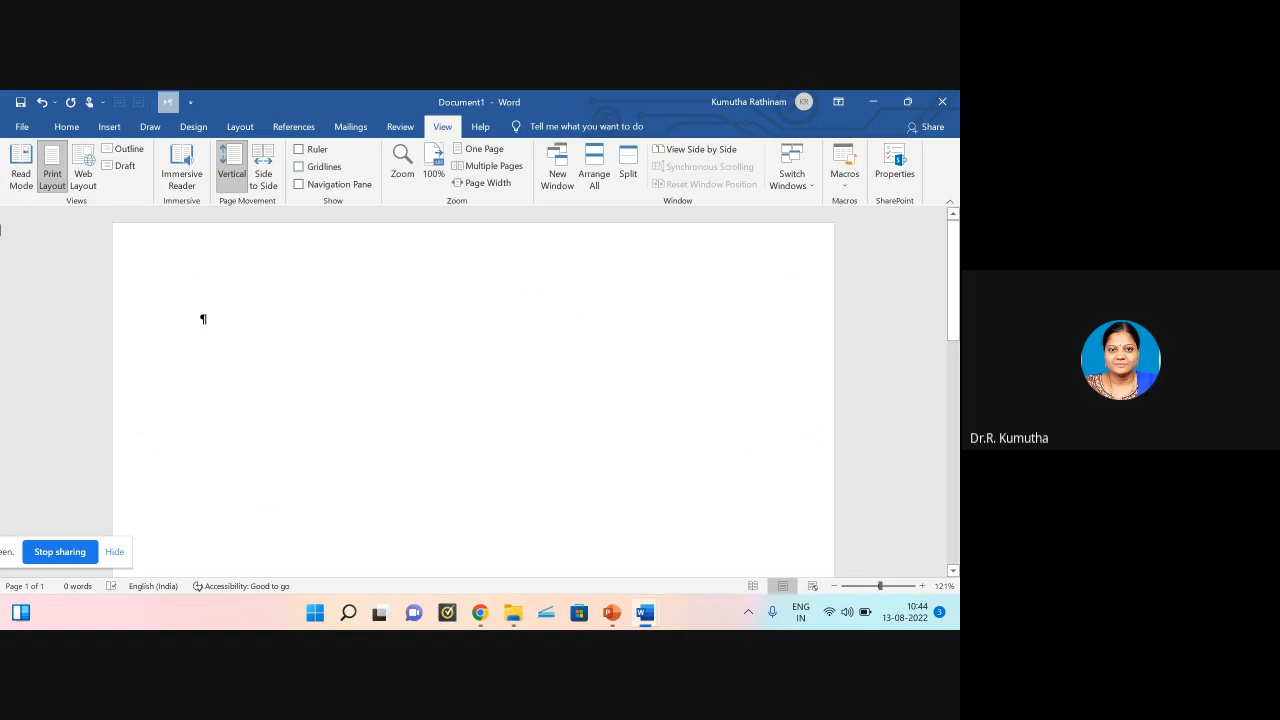 Document1 - Word
Kumutha Rathinam KR
File Home Insert Draw Design Layout References Mailings Review View Help Tell me what you want to do Share
Read Mode
Print Layout
Web Layout
Outline
Draft
Views
Immersive Reader
Immersive
Vertical
Side to Side
Page Movement
Ruler
Gridlines
Navigation Pane
Show
Zoom
100%
One Page
Multiple Pages
Page Width
Zoom
New Window
Arrange All
Split
View Side by Side
Synchronous Scrolling
Reset Window Position
Window
Switch Windows
Macros
Macros
Properties
SharePoint
¶
Dr.R. Kumutha
een. Stop sharing Hide
Page 1 of 1 0 words English (India) Accessibility: Good to go 121%
ENG
IN
10:44
13-08-2022
3